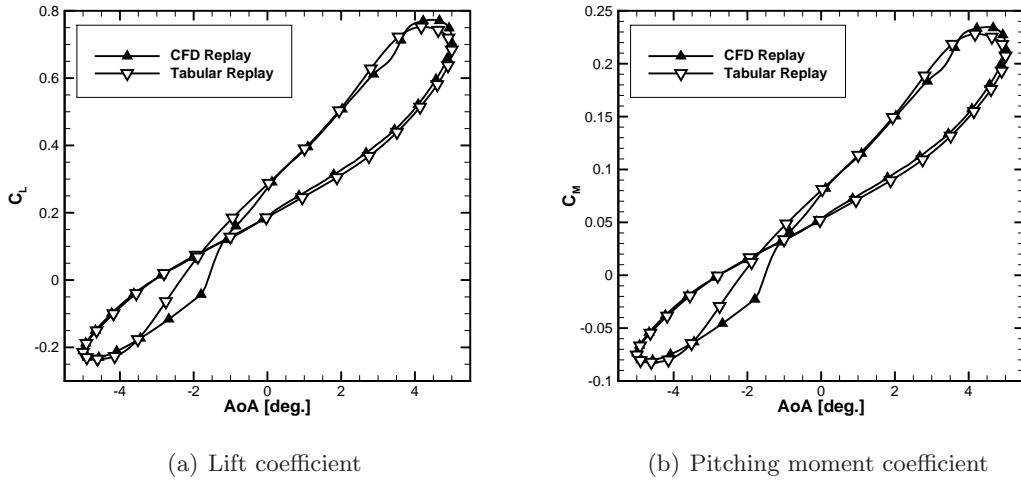 0.8
0.6
0.4
0.2
0
-0.2
C_L
-4
-2
0
2
4
AoA [deg.]
CFD Replay
Tabular Replay
(a) Lift coefficient
0.25
0.2
0.15
0.1
0.05
0
-0.05
-0.1
C_M
-4
-2
0
2
4
AoA [deg.]
CFD Replay
Tabular Replay
(b) Pitching moment coefficient